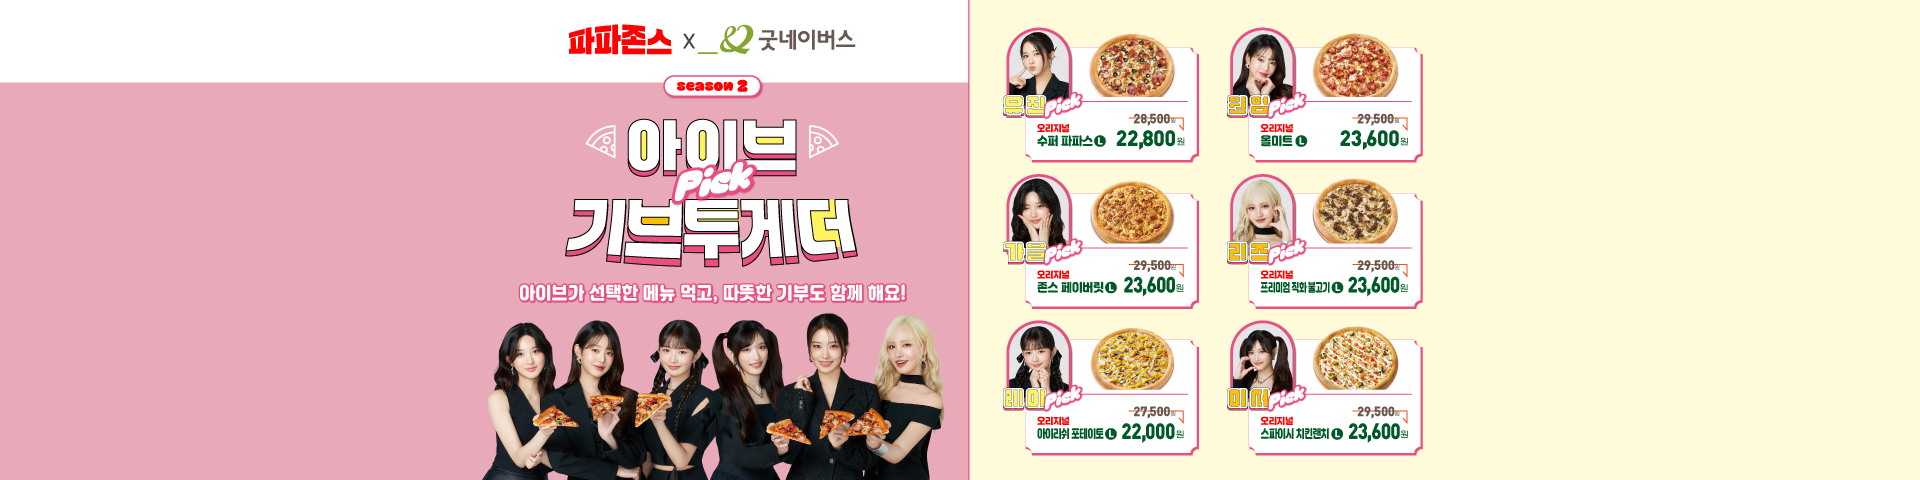 파파존스 X 굿네이버스
season 2
아이브
Pick
기브투게더
아이브가 선택한 메뉴 먹고, 따뜻한 기부도 함께 해요!
유진 Pick
28,500원
오리지널
수퍼 파파스 L 22,800원
원영 Pick
29,500원
오리지널
올미트 L 23,600원
가을 Pick
29,500원
오리지널
존스 페이버릿 L 23,600원
리즈 Pick
29,500원
오리지널
프리미엄 직화 불고기 L 23,600원
레이 Pick
27,500원
오리지널
아이리쉬 포테이토 L 22,000원
이서 Pick
29,500원
오리지널
스파이시 치킨랜치 L 23,600원